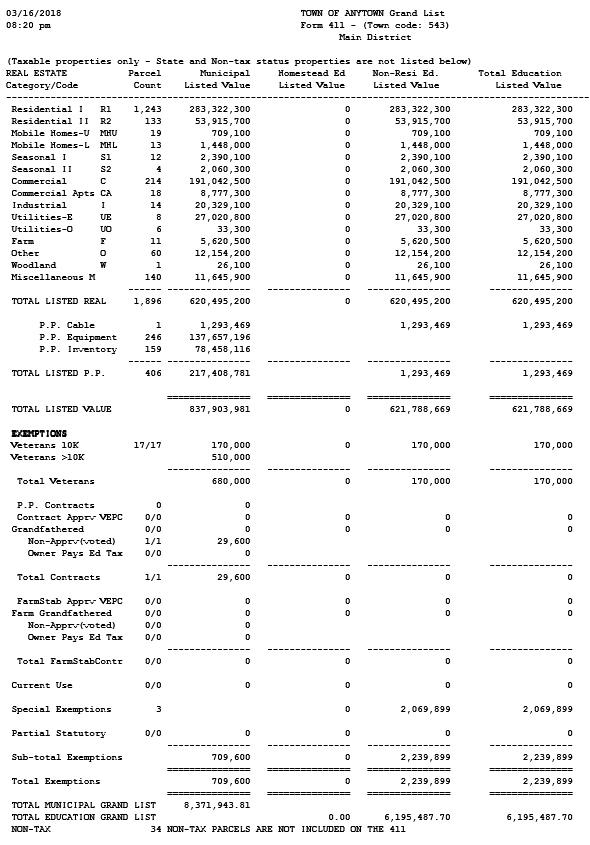 03/16/2018 TOWN OF ANYTOWN Grand List
08:20 pm Form 411 - (Town code: 543)
Main District
(Taxable properties only - State and Non-tax status properties are not listed below)
REAL ESTATE Parcel Municipal Homestead Ed Non-Resi Ed. Total Education
Category/Code Count Listed Value Listed Value Listed Value Listed Value
Residential I R1 1,243 283,322,300 0 283,322,300 283,322,300
Residential II R2 133 53,915,700 0 53,915,700 53,915,700
Mobile Homes-U MHU 19 709,100 0 709,100 709,100
Mobile Homes-L MHL 13 1,448,000 0 1,448,000 1,448,000
Seasonal I S1 12 2,390,100 0 2,390,100 2,390,100
Seasonal II S2 4 2,060,300 0 2,060,300 2,060,300
Commercial C 214 191,042,500 0 191,042,500 191,042,500
Commercial Apts CA 18 8,777,300 0 8,777,300 8,777,300
Industrial I 14 20,329,100 0 20,329,100 20,329,100
Utilities-E UE 8 27,020,800 0 27,020,800 27,020,800
Utilities-O UO 6 33,300 0 33,300 33,300
Farm F 11 5,620,500 0 5,620,500 5,620,500
Other O 60 12,154,200 0 12,154,200 12,154,200
Woodland W 1 26,100 0 26,100 26,100
Miscellaneous M 140 11,645,900 0 11,645,900 11,645,900
TOTAL LISTED REAL 1,896 620,495,200 0 620,495,200 620,495,200
P.P. Cable 1 1,293,469 1,293,469 1,293,469
P.P. Equipment 246 137,657,196
P.P. Inventory 159 78,458,116
TOTAL LISTED P.P. 406 217,408,781 1,293,469 1,293,469
TOTAL LISTED VALUE 837,903,981 0 621,788,669 621,788,669
EXEMPTIONS
Veterans 10K 17/17 170,000 0 170,000 170,000
Veterans >10K 510,000
Total Veterans 680,000 0 170,000 170,000
P.P. Contracts 0 0
Contract Apprv VEPC 0/0 0 0 0 0
Grandfathered 0/0 0 0 0 0
Non-Apprv(voted) 1/1 29,600
Owner Pays Ed Tax 0/0 0
Total Contracts 1/1 29,600 0 0 0
FarmStab Apprv VEPC 0/0 0 0 0 0
Farm Grandfathered 0/0 0 0 0 0
Non-Apprv(voted) 0/0 0
Owner Pays Ed Tax 0/0 0
Total FarmStabContr 0/0 0 0 0 0
Current Use 0/0 0 0 0 0
Special Exemptions 3 0 2,069,899 2,069,899
Partial Statutory 0/0 0 0 0 0
Sub-total Exemptions 709,600 0 2,239,899 2,239,899
Total Exemptions 709,600 0 2,239,899 2,239,899
TOTAL MUNICIPAL GRAND LIST 8,371,943.81
TOTAL EDUCATION GRAND LIST 0.00 6,195,487.70 6,195,487.70
NON-TAX 34 NON-TAX PARCELS ARE NOT INCLUDED ON THE 411